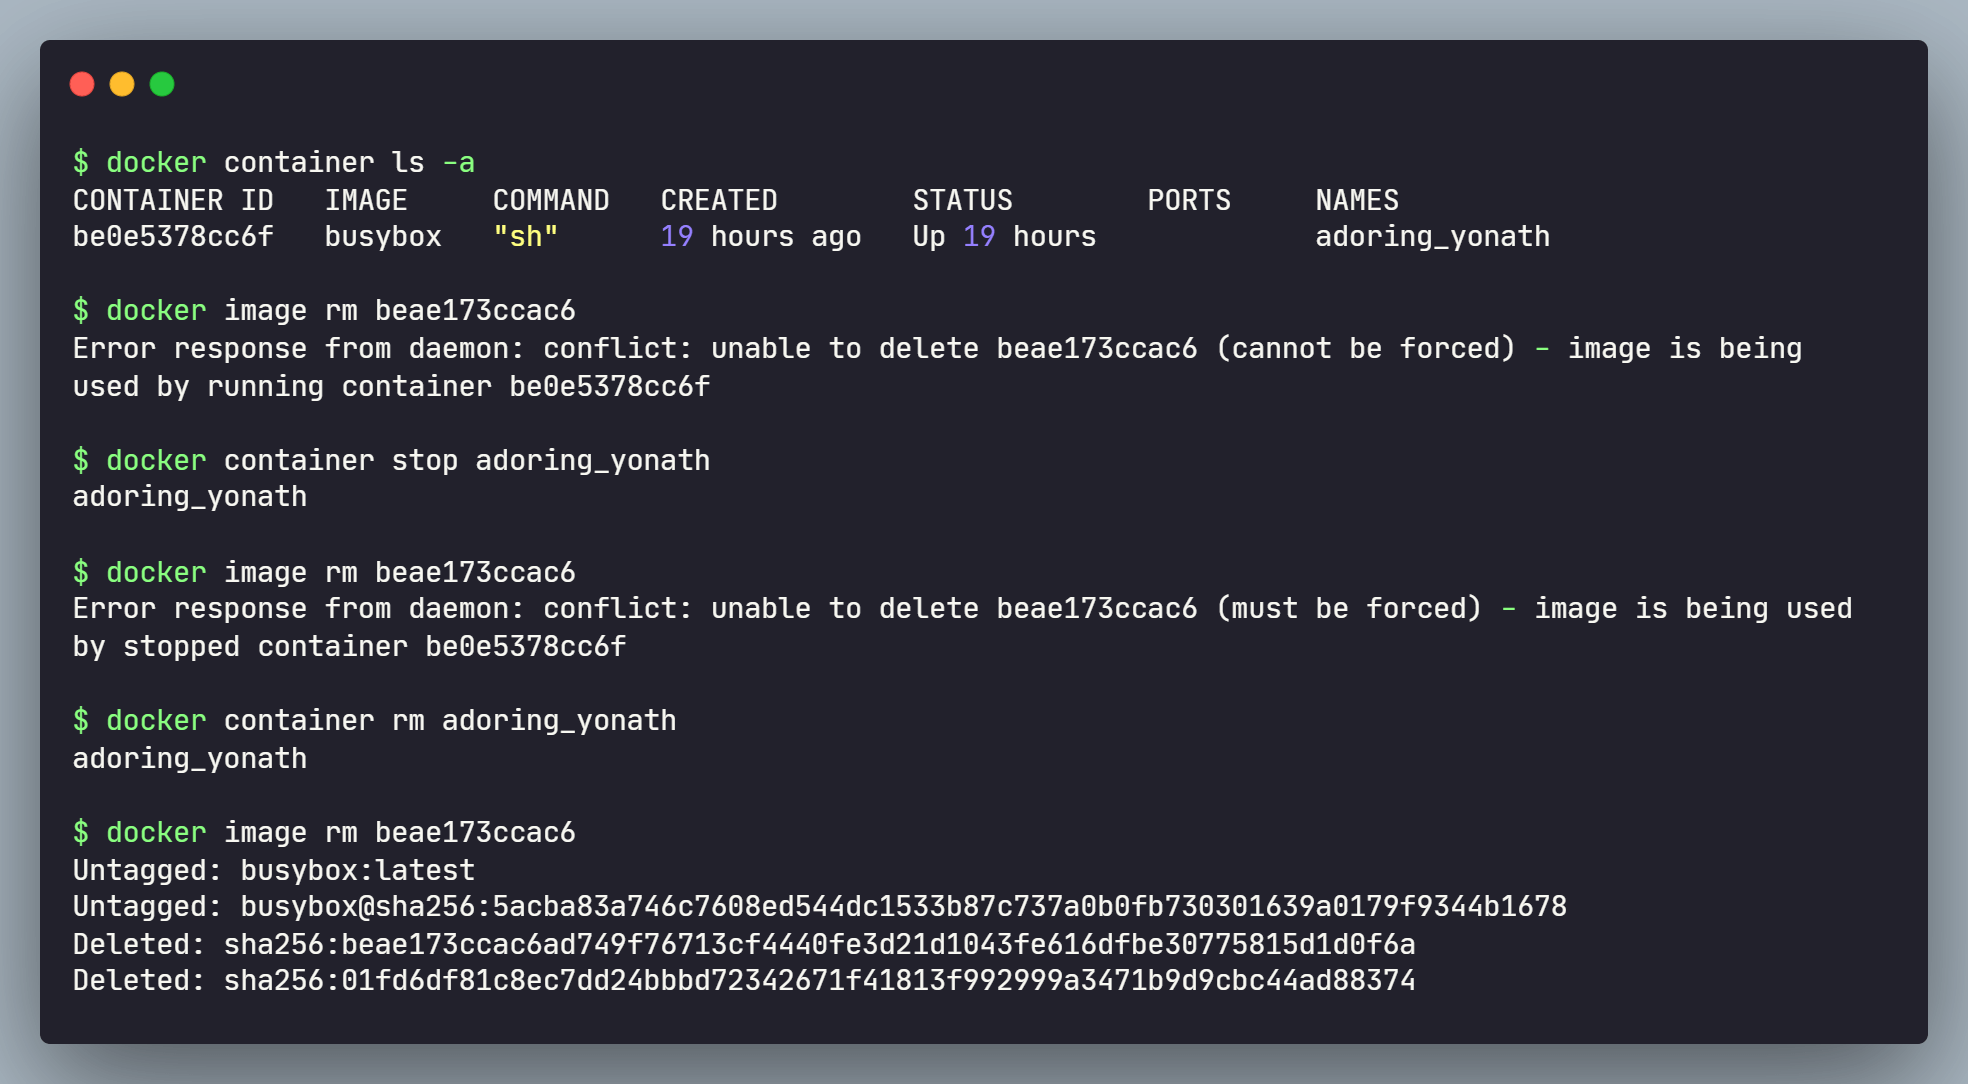 $ docker container ls -a
CONTAINER ID   IMAGE     COMMAND   CREATED        STATUS        PORTS     NAMES
be0e5378cc6f   busybox   "sh"      19 hours ago   Up 19 hours             adoring_yonath
$ docker image rm beae173ccac6
Error response from daemon: conflict: unable to delete beae173ccac6 (cannot be forced) - image is being
used by running container be0e5378cc6f
$ docker container stop adoring_yonath
adoring_yonath
$ docker image rm beae173ccac6
Error response from daemon: conflict: unable to delete beae173ccac6 (must be forced) - image is being used
by stopped container be0e5378cc6f
$ docker container rm adoring_yonath
adoring_yonath
$ docker image rm beae173ccac6
Untagged: busybox:latest
Untagged: busybox@sha256:5acba83a746c7608ed544dc1533b87c737a0b0fb730301639a0179f9344b1678
Deleted: sha256:beae173ccac6ad749f76713cf4440fe3d21d1043fe616dfbe30775815d1d0f6a
Deleted: sha256:01fd6df81c8ec7dd24bbbd72342671f41813f992999a3471b9d9cbc44ad88374